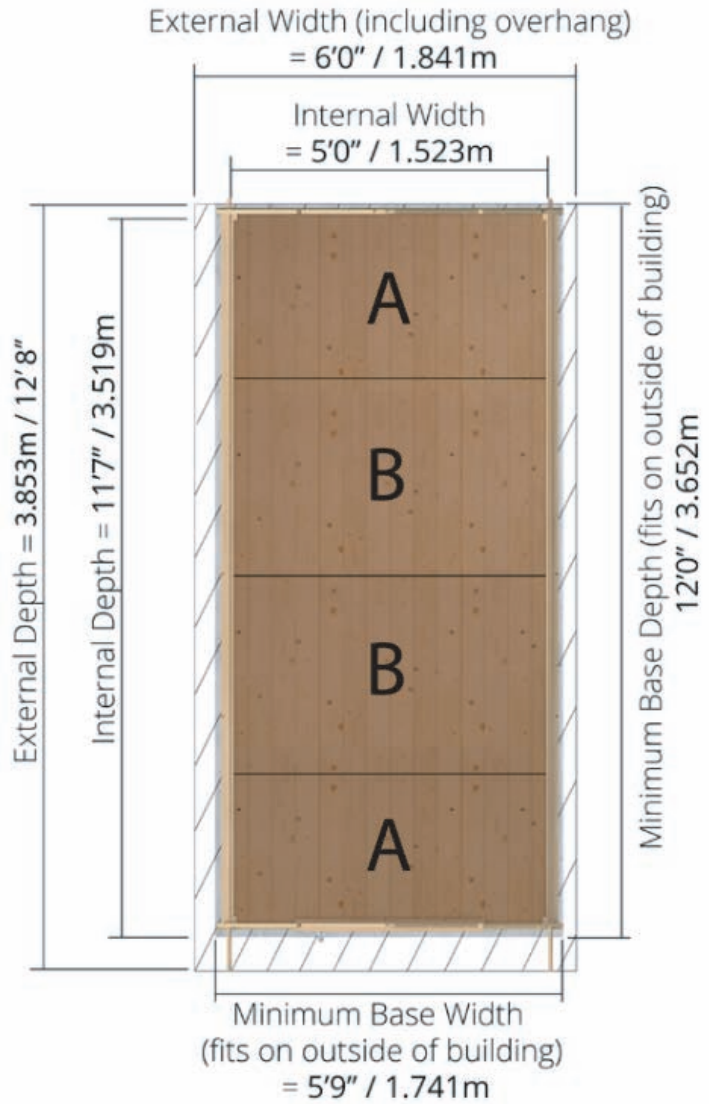 External Width (including overhang)
= 6'0” / 1.841m
Internal Width
= 5'0” / 1.523m
External Depth = 3.853m / 12'8”
Internal Depth = 11'7” / 3.519m
A
B
B
A
Minimum Base Depth (fits on outside of building)
12'0” / 3.652m
Minimum Base Width
(fits on outside of building)
= 5'9” / 1.741m